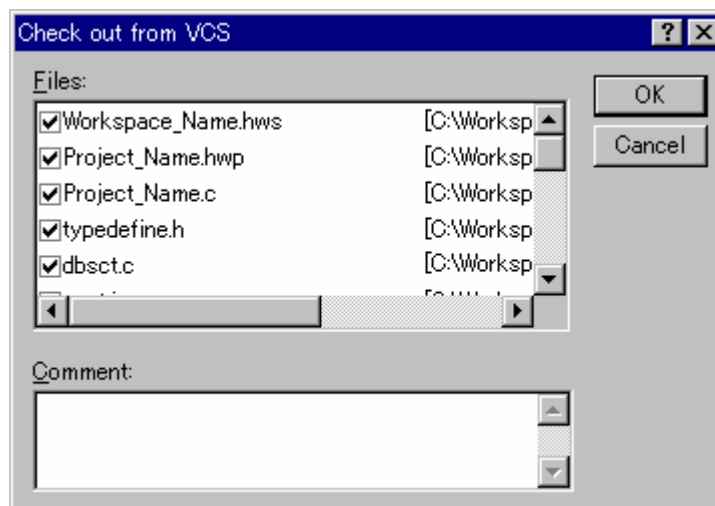 Check out from VCS
Files:
Workspace_Name.hws [C:\Worksp
Project_Name.hwp [C:\Worksp
Project_Name.c [C:\Worksp
typedefine.h [C:\Worksp
dbsct.c [C:\Worksp
OK
Cancel
Comment: